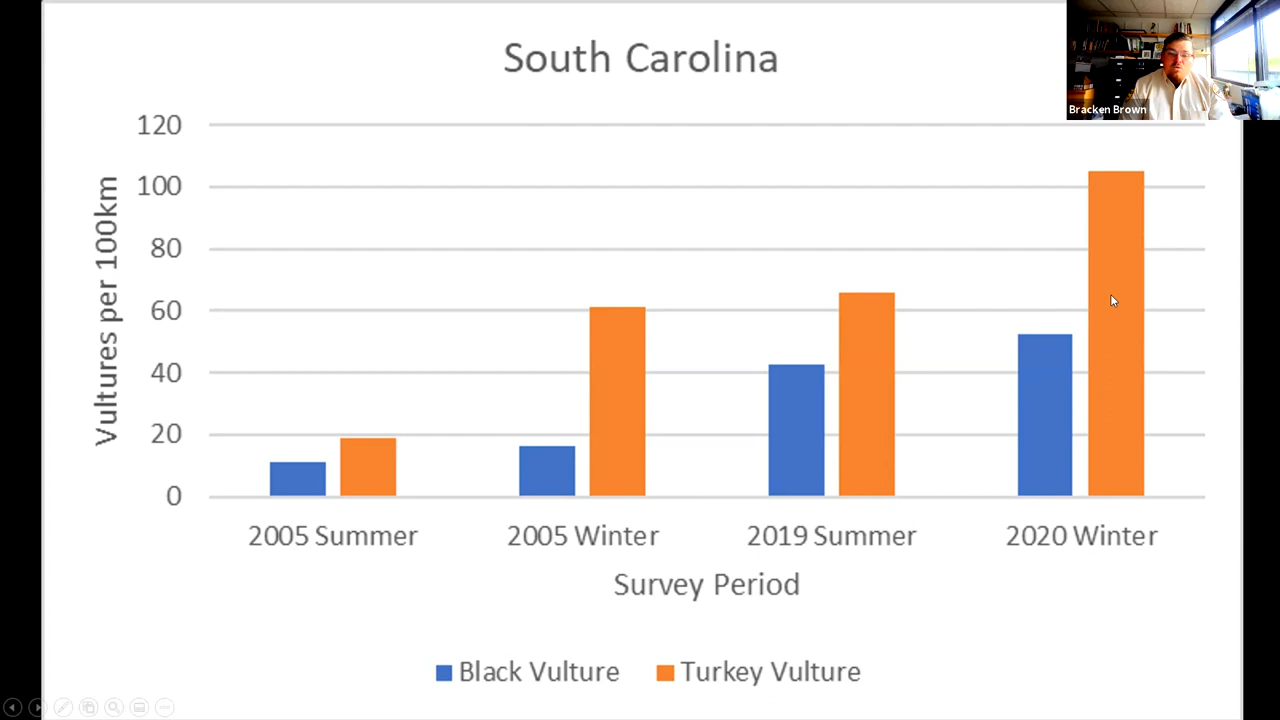 South Carolina
Bracken Brown
Vultures per 100km
120
100
80
60
40
20
0
2005 Summer
2005 Winter
2019 Summer
2020 Winter
Survey Period
Black Vulture
Turkey Vulture